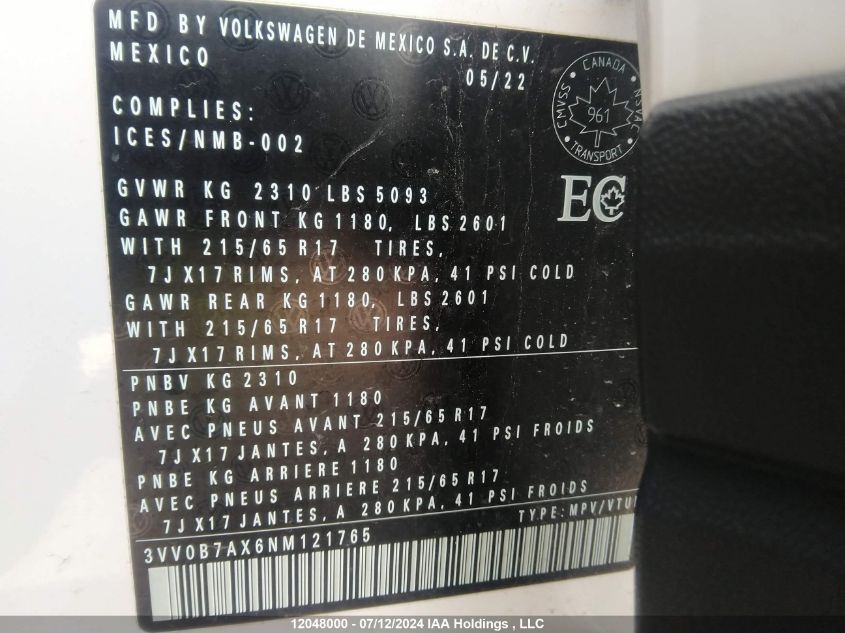 MFD BY VOLKSWAGEN DE MEXICO S.A. DE C.V.
MEXICO
05/22
CANADA
CMVSS
NSVAC
961
TRANSPORT
COMPLIES:
ICES/NMB-002
EC
GVWR KG 2310 LBS 5093
GAWR FRONT KG 1180, LBS 2601
WITH 215/65 R17 TIRES,
7J X17 RIMS, AT 280 KPA, 41 PSI COLD
GAWR REAR KG 1180, LBS 2601
WITH 215/65 R17 TIRES,
7J X17 RIMS, AT 280 KPA, 41 PSI COLD
PNBV KG 2310
PNBE KG AVANT 1180
AVEC PNEUS AVANT 215/65 R17
7J X17 JANTES, A 280 KPA, 41 PSI FROIDS
PNBE KG ARRIERE 1180
AVEC PNEUS ARRIERE 215/65 R17
7J X17 JANTES, A 280 KPA, 41 PSI FROIDS
TYPE: MPV/VTUM
3VV0B7AX6NM121765
12048000 - 07/12/2024 IAA Holdings , LLC